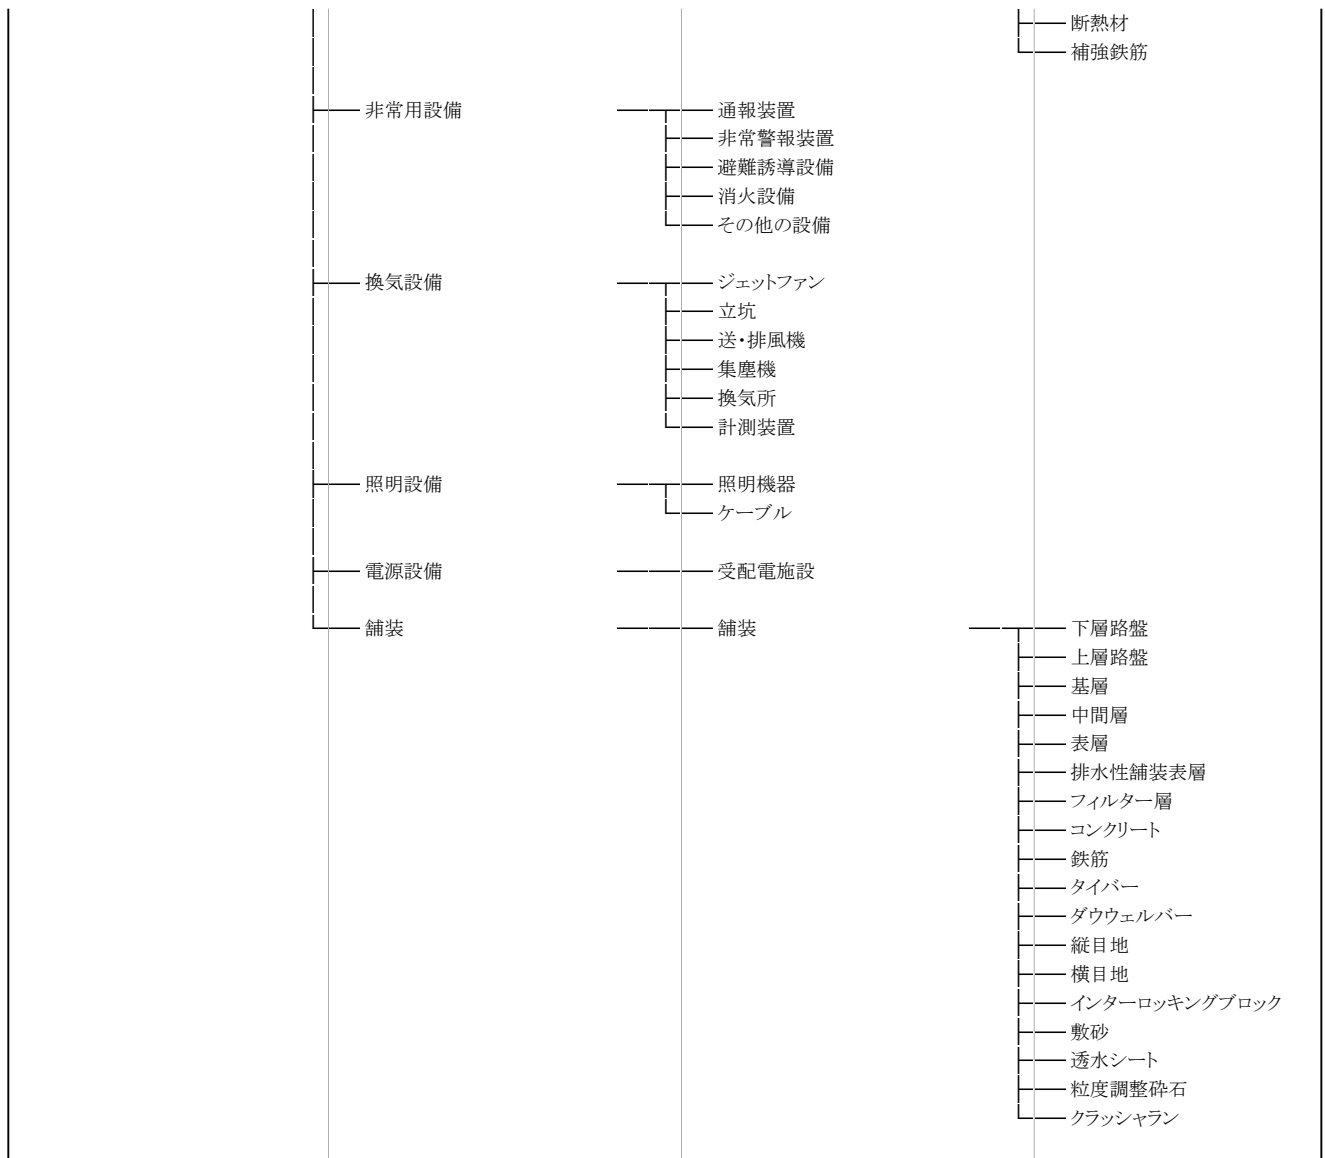 断熱材
補強鉄筋
非常用設備 通報装置
非常警報装置
避難誘導設備
消火設備
その他の設備
換気設備 ジェットファン
立坑
送・排風機
集塵機
換気所
計測装置
照明設備 照明機器
ケーブル
電源設備 受配電施設
舗装 舗装 下層路盤
上層路盤
基層
中間層
表層
排水性舗装表層
フィルター層
コンクリート
鉄筋
タイバー
ダウウェルバー
縦目地
横目地
インターロッキングブロック
敷砂
透水シート
粒度調整砕石
クラッシャラン